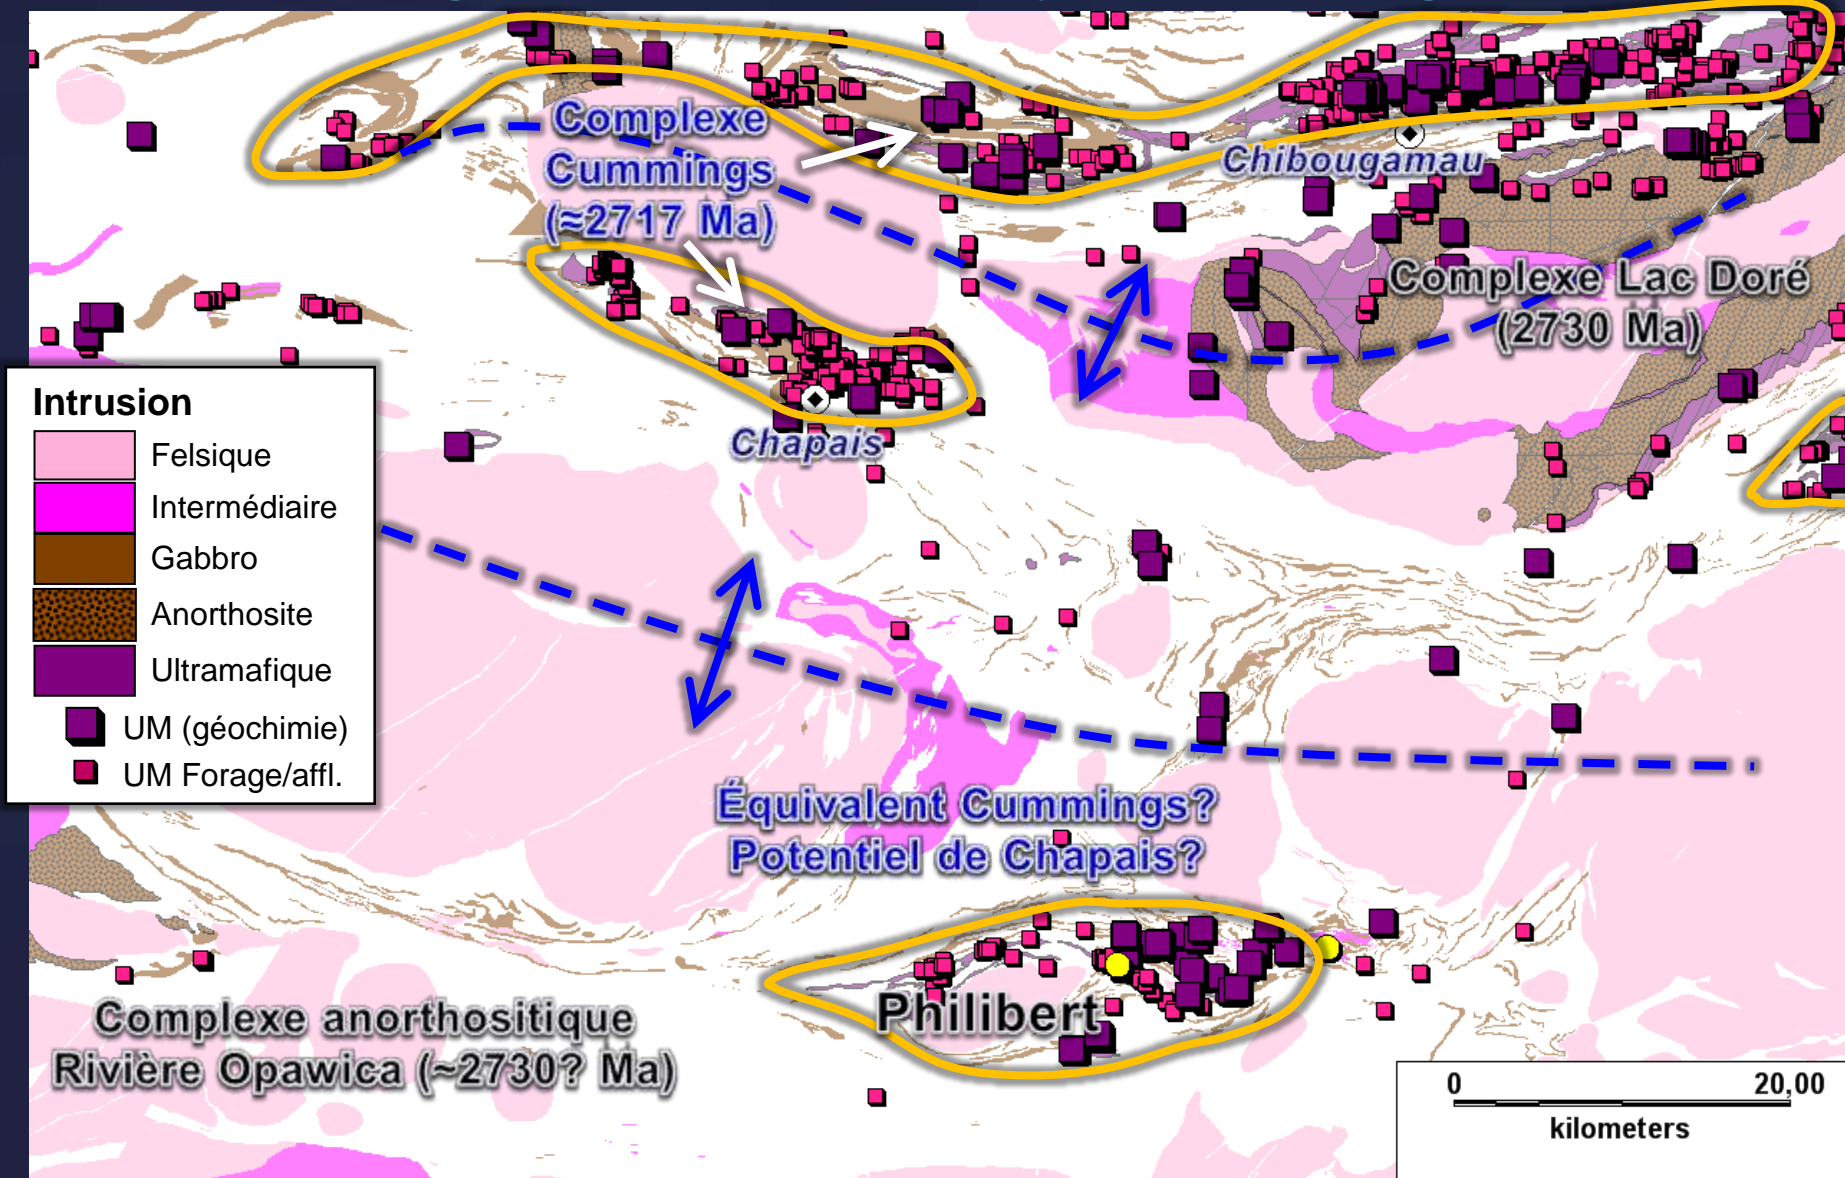 Complexe
Cummings
(≈2717 Ma)
Chibougamau
Complexe Lac Doré
(2730 Ma)
Chapais
Intrusion
Felsique
Intermédiaire
Gabbro
Anorthosite
Ultramafique
UM (géochimie)
UM Forage/affl.
Équivalent Cummings?
Potentiel de Chapais?
Philibert
Complexe anorthositique
Rivière Opawica (~2730? Ma)
0 20,00
kilometers